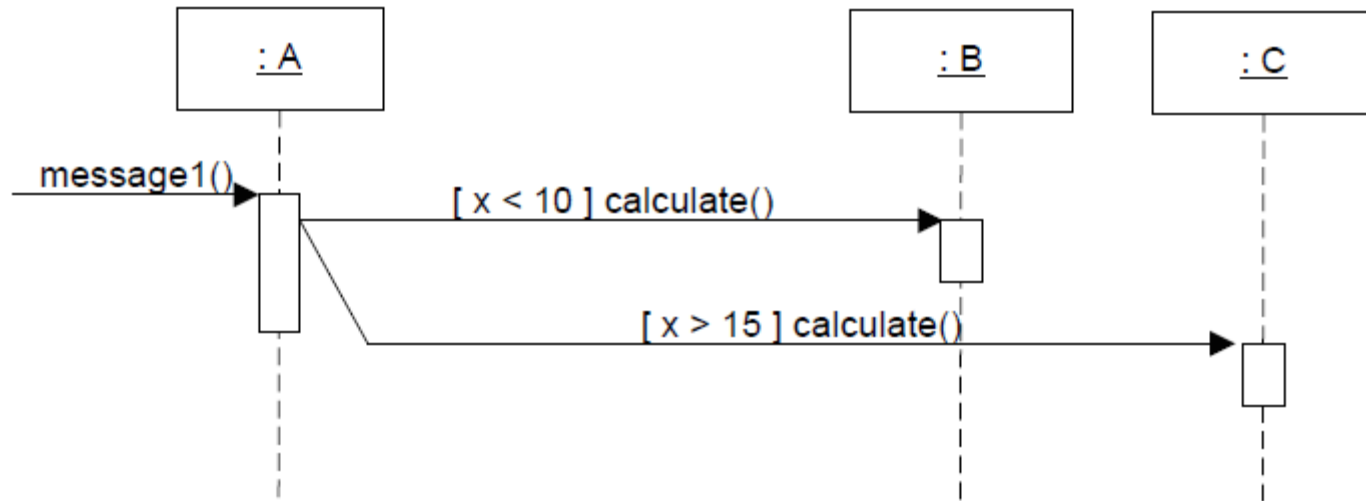 : A
: B
: C
message1()
[ x < 10 ] calculate()
[ x > 15 ] calculate()